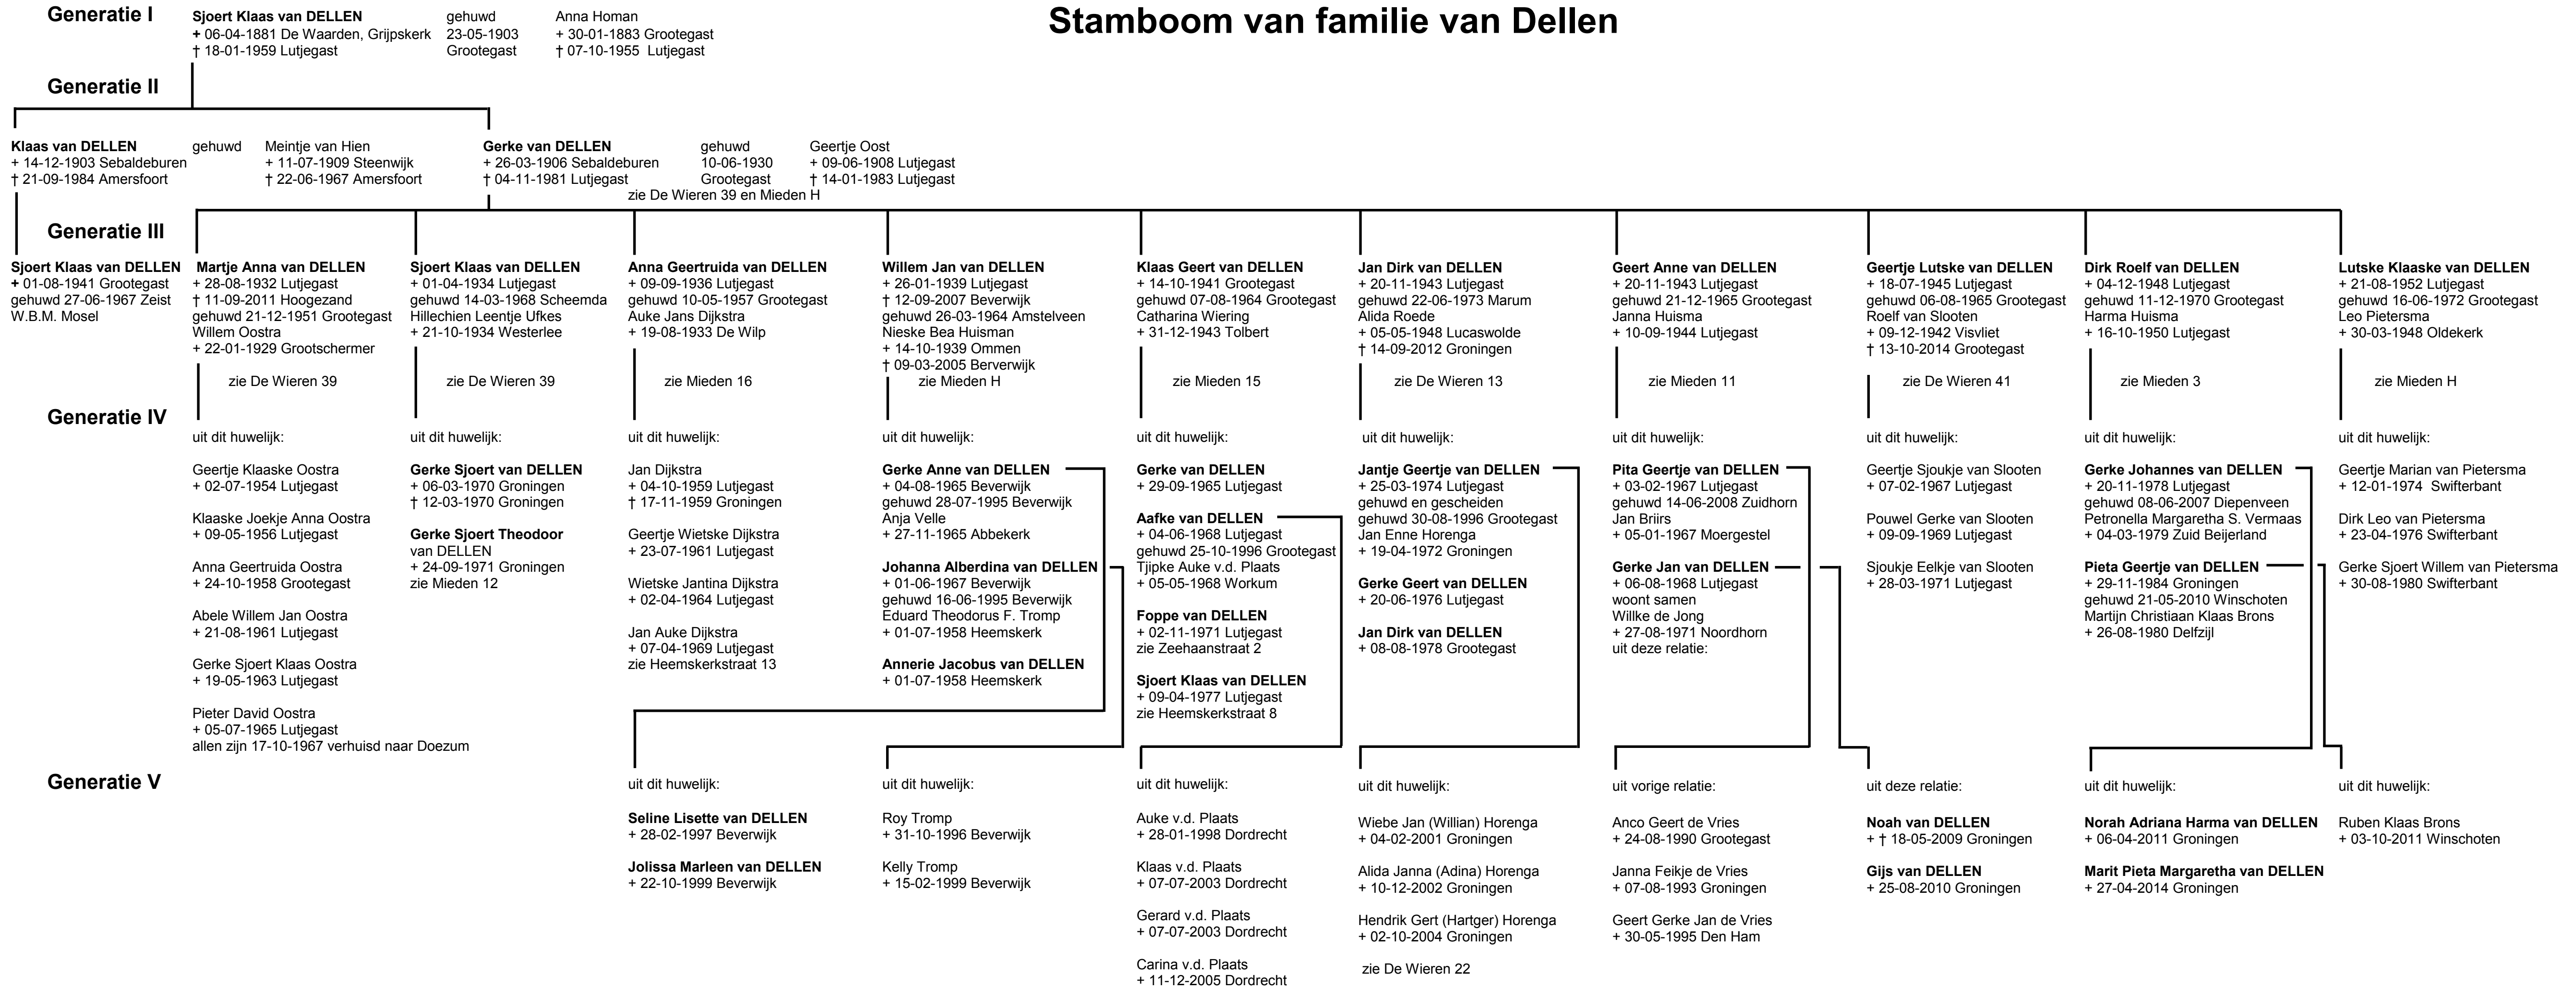 Stamboom van familie van Dellen
Generatie I
Sjoert Klaas van DELLEN
+ 06-04-1881 De Waarden, Grijpskerk
† 18-01-1959 Lutjegast
gehuwd
23-05-1903
Grootegast
Anna Homan
+ 30-01-1883 Grootegast
† 07-10-1955 Lutjegast
Generatie II
Klaas van DELLEN
+ 14-12-1903 Sebaldeburen
† 21-09-1984 Amersfoort
gehuwd
Meintje van Hien
+ 11-07-1909 Steenwijk
† 22-06-1967 Amersfoort
Gerke van DELLEN
+ 26-03-1906 Sebaldeburen
† 04-11-1981 Lutjegast
gehuwd
10-06-1930
Grootegast
Geertje Oost
+ 09-06-1908 Lutjegast
† 14-01-1983 Lutjegast
zie De Wieren 39 en Mieden H
Generatie III
Sjoert Klaas van DELLEN
+ 01-08-1941 Grootegast
gehuwd 27-06-1967 Zeist
W.B.M. Mosel
Martje Anna van DELLEN
+ 28-08-1932 Lutjegast
† 11-09-2011 Hoogezand
gehuwd 21-12-1951 Grootegast
Willem Oostra
+ 22-01-1929 Grootschermer
zie De Wieren 39
Sjoert Klaas van DELLEN
+ 01-04-1934 Lutjegast
gehuwd 14-03-1968 Scheemda
Hillechien Leentje Ufkes
+ 21-10-1934 Westerlee
zie De Wieren 39
Anna Geertruida van DELLEN
+ 09-09-1936 Lutjegast
gehuwd 10-05-1957 Grootegast
Auke Jans Dijkstra
+ 19-08-1933 De Wilp
zie Mieden 16
Willem Jan van DELLEN
+ 26-01-1939 Lutjegast
† 12-09-2007 Beverwijk
gehuwd 26-03-1964 Amstelveen
Nieske Bea Huisman
+ 14-10-1939 Ommen
† 09-03-2005 Berverwijk
zie Mieden H
Klaas Geert van DELLEN
+ 14-10-1941 Grootegast
gehuwd 07-08-1964 Grootegast
Catharina Wiering
+ 31-12-1943 Tolbert
zie Mieden 15
Jan Dirk van DELLEN
+ 20-11-1943 Lutjegast
gehuwd 22-06-1973 Marum
Alida Roede
+ 05-05-1948 Lucaswolde
† 14-09-2012 Groningen
zie De Wieren 13
Geert Anne van DELLEN
+ 20-11-1943 Lutjegast
gehuwd 21-12-1965 Grootegast
Janna Huisma
+ 10-09-1944 Lutjegast
zie Mieden 11
Geertje Lutske van DELLEN
+ 18-07-1945 Lutjegast
gehuwd 06-08-1965 Grootegast
Roelf van Slooten
+ 09-12-1942 Visvliet
† 13-10-2014 Grootegast
zie De Wieren 41
Dirk Roelf van DELLEN
+ 04-12-1948 Lutjegast
gehuwd 11-12-1970 Grootegast
Harma Huisma
+ 16-10-1950 Lutjegast
zie Mieden 3
Lutske Klaaske van DELLEN
+ 21-08-1952 Lutjegast
gehuwd 16-06-1972 Grootegast
Leo Pietersma
+ 30-03-1948 Oldekerk
zie Mieden H
Generatie IV
uit dit huwelijk:
Geertje Klaaske Oostra
+ 02-07-1954 Lutjegast
Klaaske Joekje Anna Oostra
+ 09-05-1956 Lutjegast
Anna Geertruida Oostra
+ 24-10-1958 Grootegast
Abele Willem Jan Oostra
+ 21-08-1961 Lutjegast
Gerke Sjoert Klaas Oostra
+ 19-05-1963 Lutjegast
Pieter David Oostra
+ 05-07-1965 Lutjegast
allen zijn 17-10-1967 verhuisd naar Doezum
uit dit huwelijk:
Gerke Sjoert van DELLEN
+ 06-03-1970 Groningen
† 12-03-1970 Groningen
Gerke Sjoert Theodoor
van DELLEN
+ 24-09-1971 Groningen
zie Mieden 12
uit dit huwelijk:
Jan Dijkstra
+ 04-10-1959 Lutjegast
† 17-11-1959 Groningen
Geertje Wietske Dijkstra
+ 23-07-1961 Lutjegast
Wietske Jantina Dijkstra
+ 02-04-1964 Lutjegast
Jan Auke Dijkstra
+ 07-04-1969 Lutjegast
zie Heemskerkstraat 13
uit dit huwelijk:
Gerke Anne van DELLEN
+ 04-08-1965 Beverwijk
gehuwd 28-07-1995 Beverwijk
Anja Velle
+ 27-11-1965 Abbekerk
Johanna Alberdina van DELLEN
+ 01-06-1967 Beverwijk
gehuwd 16-06-1995 Beverwijk
Eduard Theodorus F. Tromp
+ 01-07-1958 Heemskerk
Annerie Jacobus van DELLEN
+ 01-07-1958 Heemskerk
uit dit huwelijk:
Gerke van DELLEN
+ 29-09-1965 Lutjegast
Aafke van DELLEN
+ 04-06-1968 Lutjegast
gehuwd 25-10-1996 Grootegast
Tjipke Auke v.d. Plaats
+ 05-05-1968 Workum
Foppe van DELLEN
+ 02-11-1971 Lutjegast
zie Zeehaanstraat 2
Sjoert Klaas van DELLEN
+ 09-04-1977 Lutjegast
zie Heemskerkstraat 8
uit dit huwelijk:
Jantje Geertje van DELLEN
+ 25-03-1974 Lutjegast
gehuwd en gescheiden
gehuwd 30-08-1996 Grootegast
Jan Enne Horenga
+ 19-04-1972 Groningen
Gerke Geert van DELLEN
+ 20-06-1976 Lutjegast
Jan Dirk van DELLEN
+ 08-08-1978 Grootegast
uit dit huwelijk:
Pita Geertje van DELLEN
+ 03-02-1967 Lutjegast
gehuwd 14-06-2008 Zuidhorn
Jan Briirs
+ 05-01-1967 Moergestel
Gerke Jan van DELLEN
+ 06-08-1968 Lutjegast
woont samen
Willke de Jong
+ 27-08-1971 Noordhorn
uit deze relatie:
uit dit huwelijk:
Geertje Sjoukje van Slooten
+ 07-02-1967 Lutjegast
Pouwel Gerke van Slooten
+ 09-09-1969 Lutjegast
Sjoukje Eelkje van Slooten
+ 28-03-1971 Lutjegast
uit dit huwelijk:
Gerke Johannes van DELLEN
+ 20-11-1978 Lutjegast
gehuwd 08-06-2007 Diepenveen
Petronella Margaretha S. Vermaas
+ 04-03-1979 Zuid Beijerland
Pieta Geertje van DELLEN
+ 29-11-1984 Groningen
gehuwd 21-05-2010 Winschoten
Martijn Christiaan Klaas Brons
+ 26-08-1980 Delfzijl
uit dit huwelijk:
Geertje Marian van Pietersma
+ 12-01-1974 Swifterbant
Dirk Leo van Pietersma
+ 23-04-1976 Swifterbant
Gerke Sjoert Willem van Pietersma
+ 30-08-1980 Swifterbant
Generatie V
uit dit huwelijk:
Seline Lisette van DELLEN
+ 28-02-1997 Beverwijk
Jolissa Marleen van DELLEN
+ 22-10-1999 Beverwijk
uit dit huwelijk:
Roy Tromp
+ 31-10-1996 Beverwijk
Kelly Tromp
+ 15-02-1999 Beverwijk
uit dit huwelijk:
Auke v.d. Plaats
+ 28-01-1998 Dordrecht
Klaas v.d. Plaats
+ 07-07-2003 Dordrecht
Gerard v.d. Plaats
+ 07-07-2003 Dordrecht
Carina v.d. Plaats
+ 11-12-2005 Dordrecht
uit dit huwelijk:
Wiebe Jan (Willian) Horenga
+ 04-02-2001 Groningen
Alida Janna (Adina) Horenga
+ 10-12-2002 Groningen
Hendrik Gert (Hartger) Horenga
+ 02-10-2004 Groningen
zie De Wieren 22
uit vorige relatie:
Anco Geert de Vries
+ 24-08-1990 Grootegast
Janna Feikje de Vries
+ 07-08-1993 Groningen
Geert Gerke Jan de Vries
+ 30-05-1995 Den Ham
uit deze relatie:
Noah van DELLEN
+ † 18-05-2009 Groningen
Gijs van DELLEN
+ 25-08-2010 Groningen
uit dit huwelijk:
Norah Adriana Harma van DELLEN
+ 06-04-2011 Groningen
Marit Pieta Margaretha van DELLEN
+ 27-04-2014 Groningen
uit dit huwelijk:
Ruben Klaas Brons
+ 03-10-2011 Winschoten